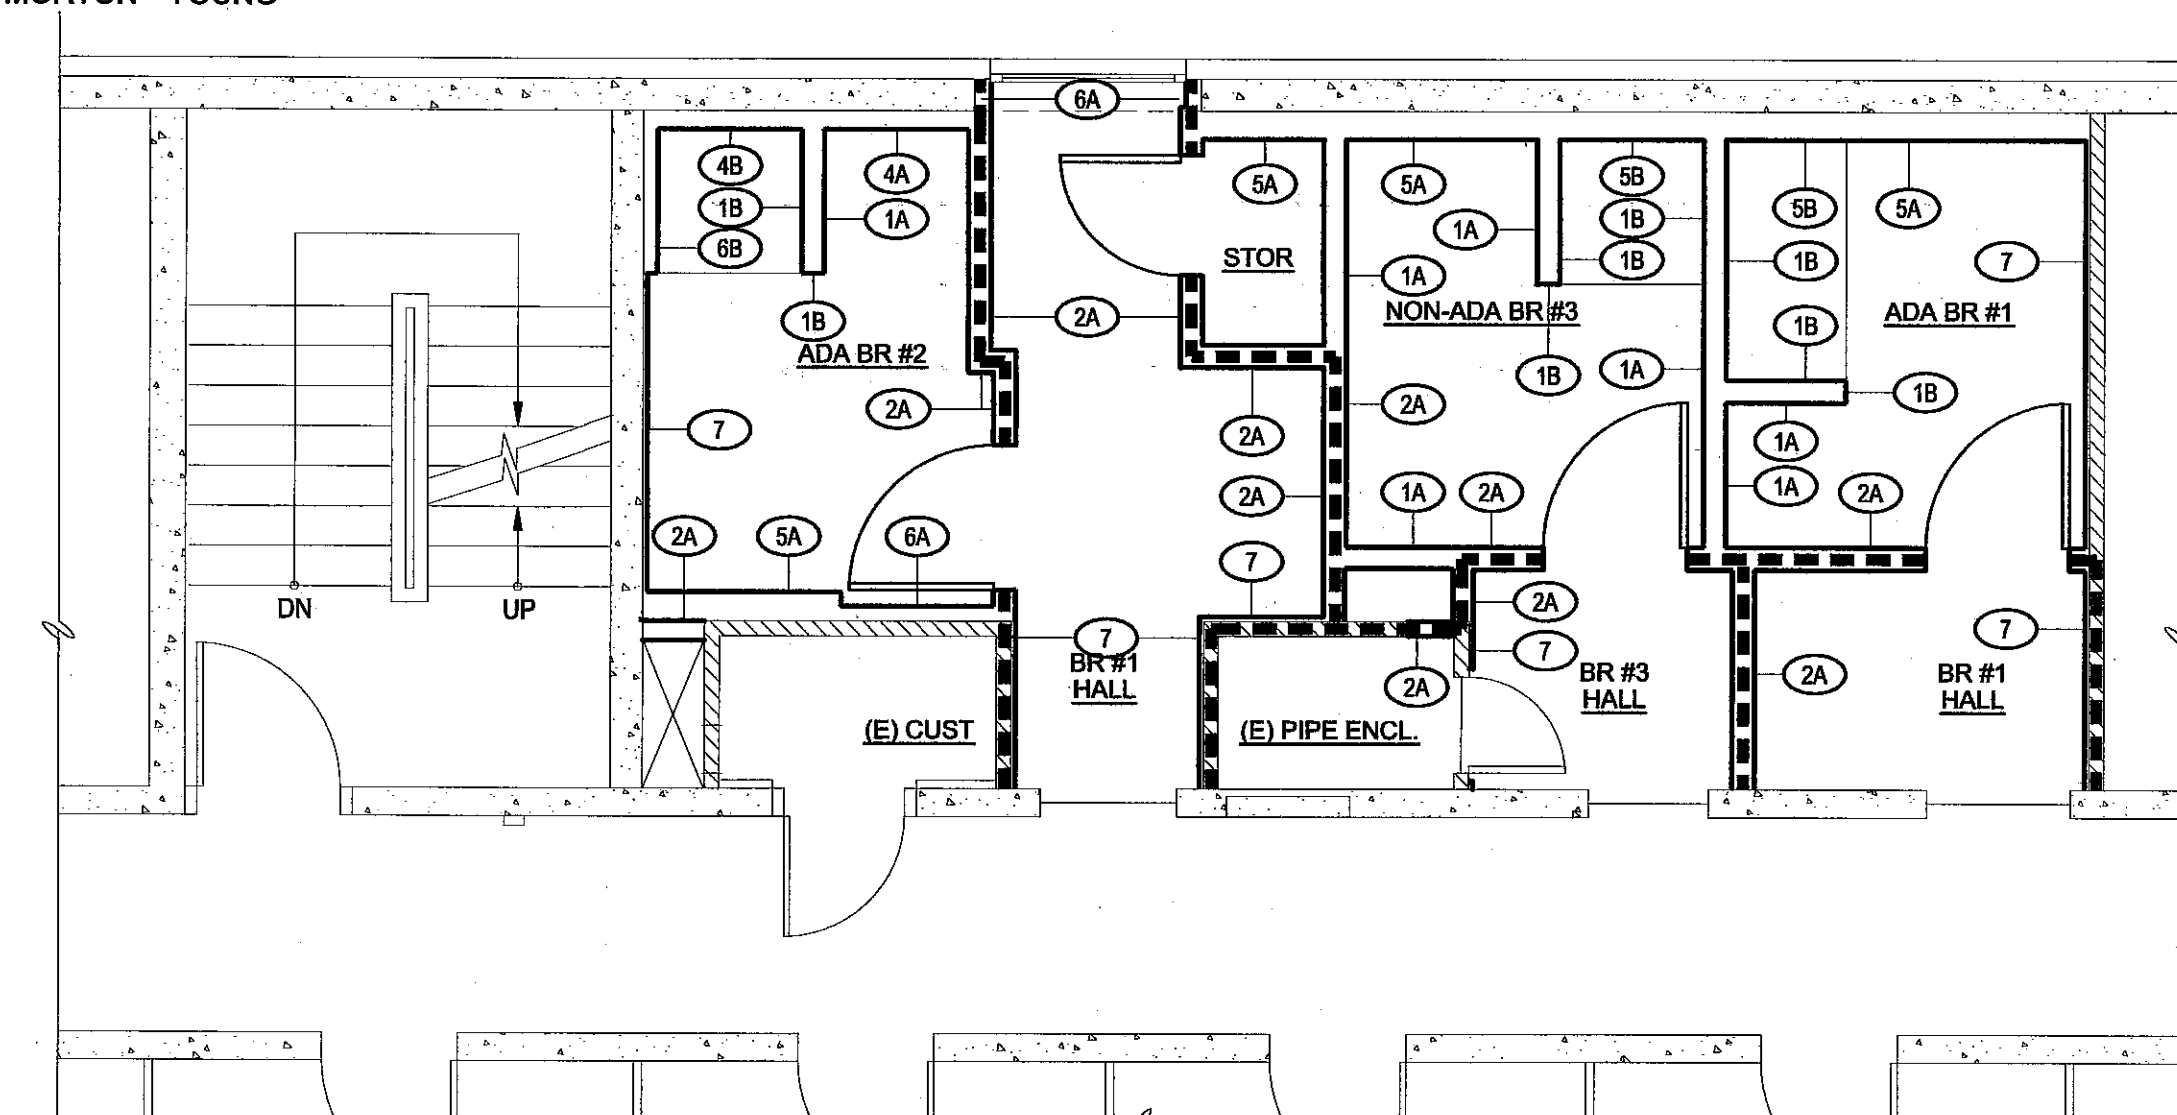 6A
4B
4A
5A
5A
5B
1B
1A
1B
5B
5A
6B
1A
1B
STOR
1A
1B
7
NON-ADA BR #3
ADA BR #1
1B
2A
1B
ADA BR #2
1B
1A
2A
2A
1B
7
2A
1A
2A
1A
1A
2A
2A
5A
6A
2A
7
DN
UP
2A
7
7
7
BR #1
HALL
2A
BR #3
HALL
2A
BR #1
HALL
(E) CUST
(E) PIPE ENCL.